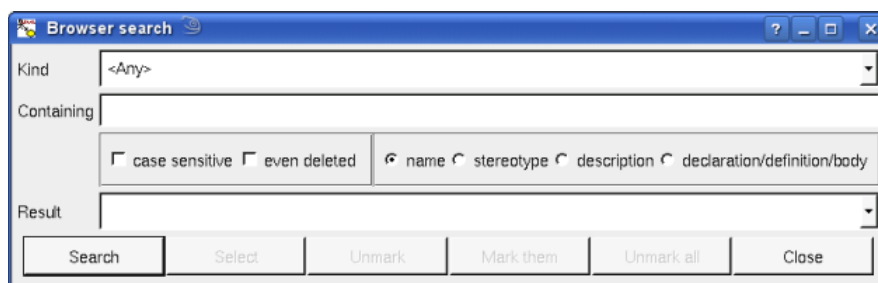 Browser search
Kind <Any>
Containing
case sensitive even deleted name stereotype description declaration/definition/body
Result
Search Select Unmark Mark them Unmark all Close